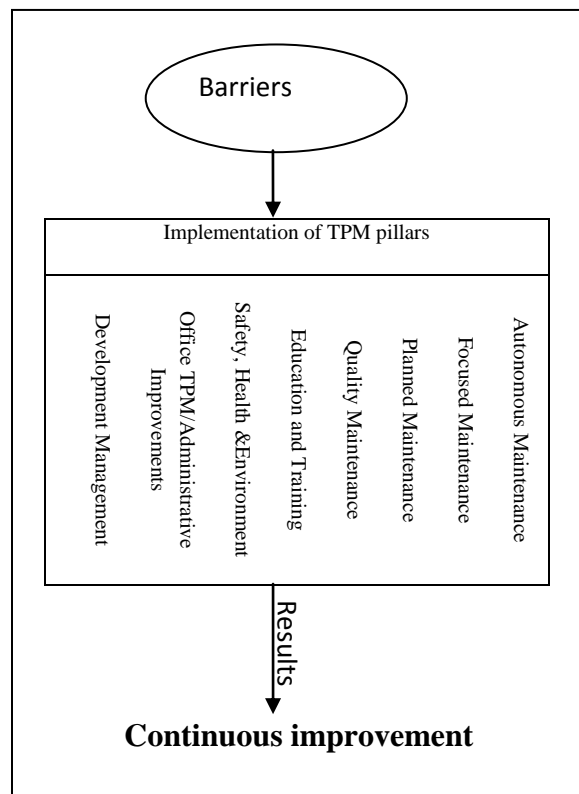 Barriers
Implementation of TPM pillars
Development Management
Office TPM/Administrative
Improvements
Safety, Health &Environment
Education and Training
Quality Maintenance
Planned Maintenance
Focused Maintenance
Autonomous Maintenance
Results
Continuous improvement